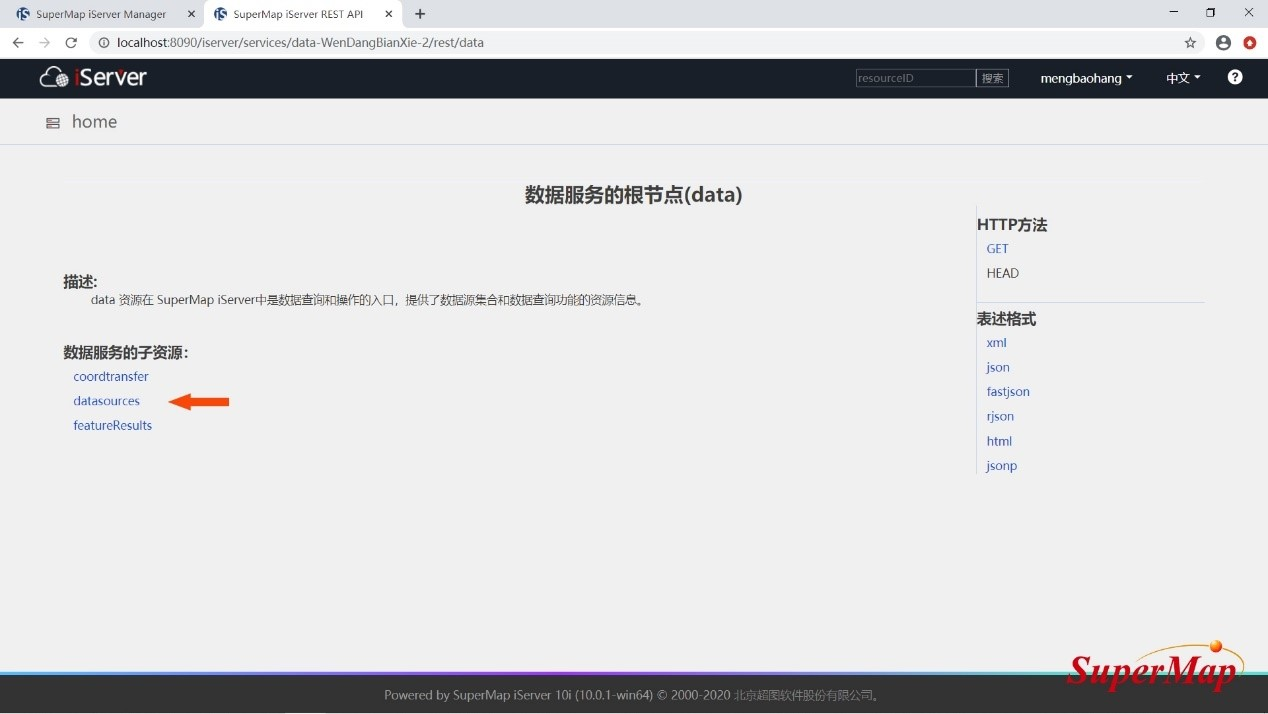 SuperMap iServer Manager
SuperMap iServer REST API
localhost:8090/iserver/services/data-WenDangBianXie-2/rest/data
iServer
resourceID
搜索
mengbaohang
中文
home
数据服务的根节点(data)
HTTP方法
GET
HEAD
描述:
data 资源在 SuperMap iServer中是数据查询和操作的入口，提供了数据源集合和数据查询功能的资源信息。
表述格式
xml
json
fastjson
rjson
html
jsonp
数据服务的子资源:
coordtransfer
datasources
featureResults
SuperMap
Powered by SuperMap iServer 10i (10.0.1-win64) © 2000-2020 北京超图软件股份有限公司。